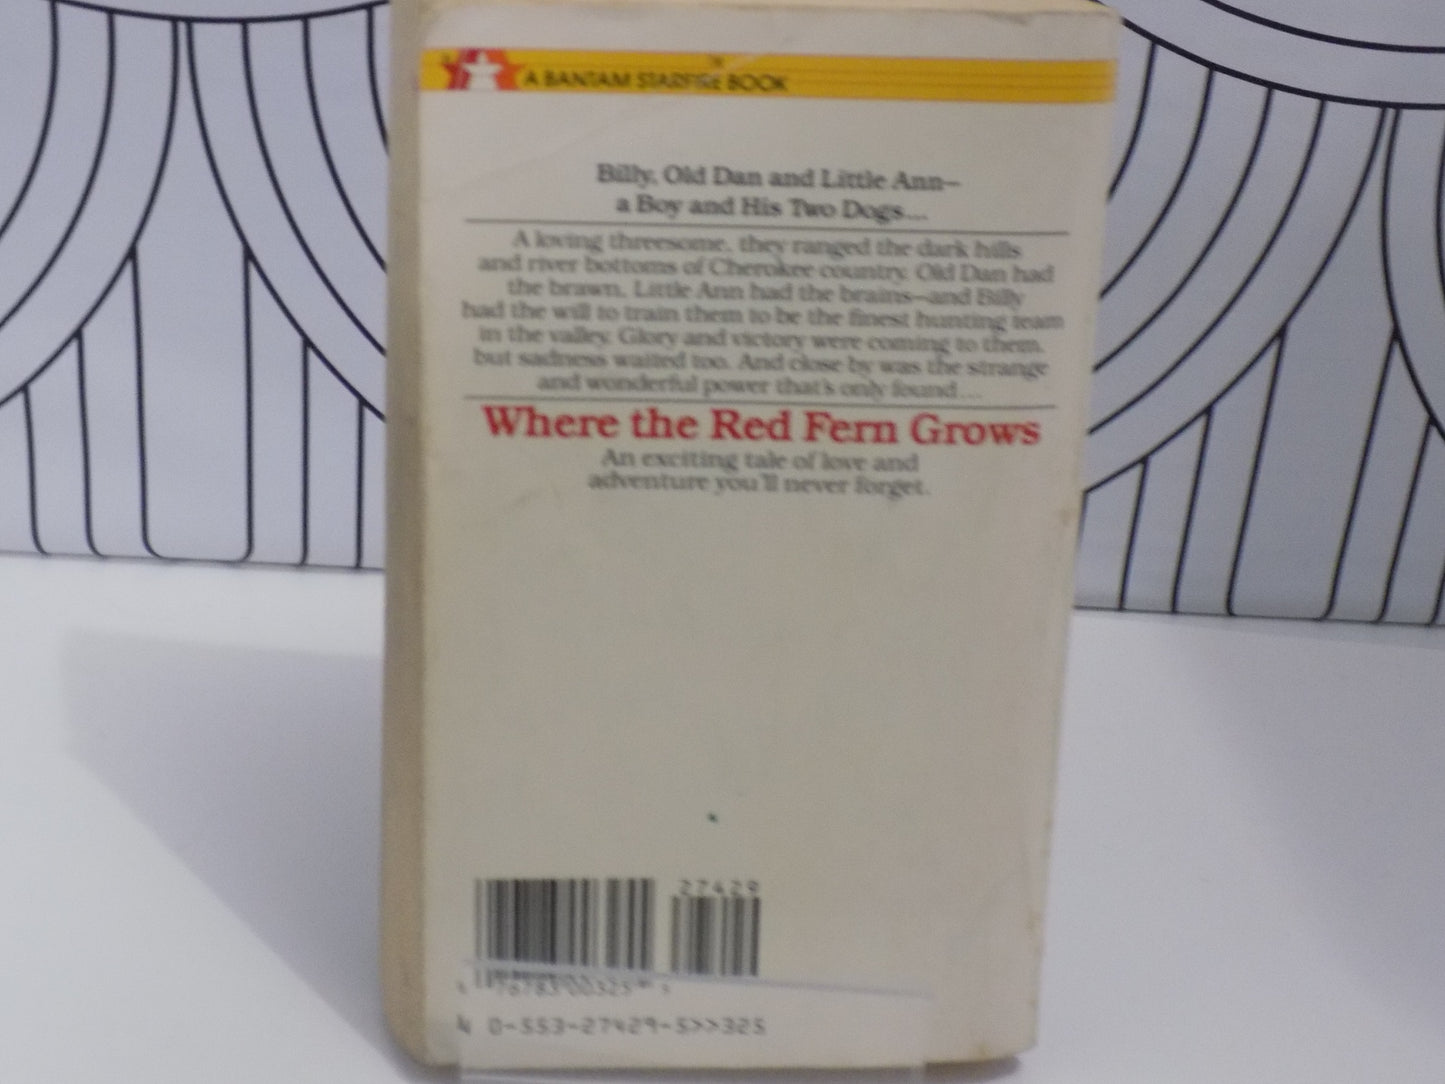 A BANTAM STARFIRE BOOK
Billy, Old Dan and Little Ann—
a Boy and His Two Dogs...
A loving threesome, they ranged the dark hills
and river bottoms of Cherokee country. Old Dan had
the brawn, Little Ann had the brains—and Billy
had the will to train them to be the finest hunting team
in the valley. Glory and victory were coming to them,
but sadness waited too. And close by was the strange
and wonderful power that's only found...
Where the Red Fern Grows
An exciting tale of love and
adventure you'll never forget.
27429
76783 00325
0-553-27429-5>>325